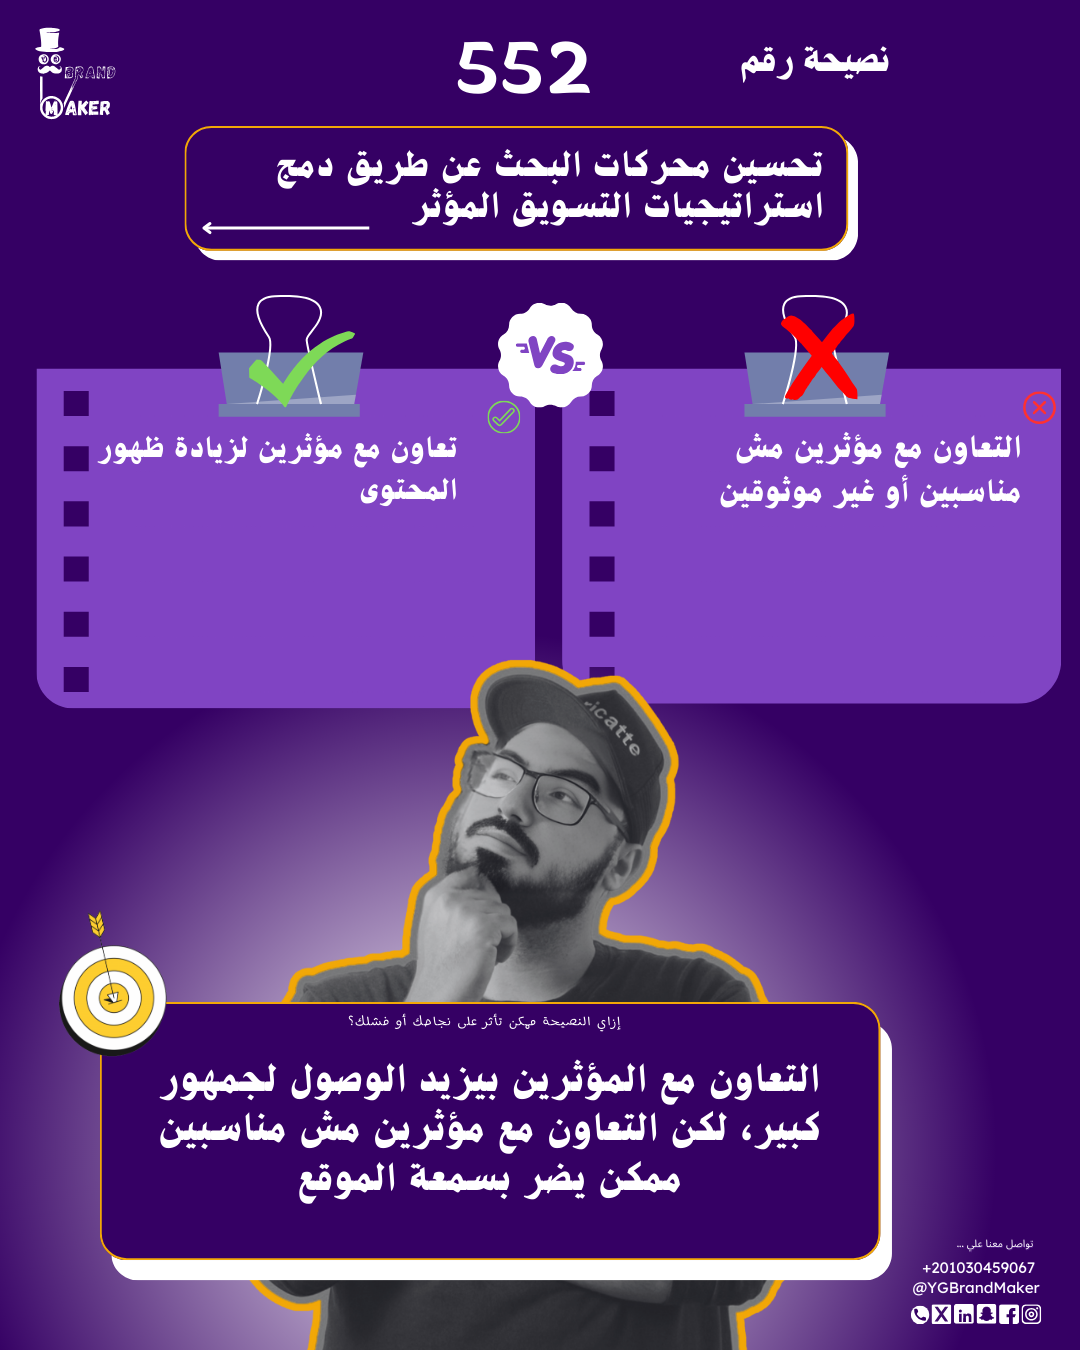 BRAND
MAKER
نصيحة رقم
552
تحسين محركات البحث عن طريق دمج
استراتيجيات التسويق المؤثر
VS
التعاون مع مؤثرين مش
مناسبين أو غير موثوقين
تعاون مع مؤثرين لزيادة ظهور
المحتوى
icatte
إزاي النصيحة ممكن تأثر على نجاحك أو فشلك؟
التعاون مع المؤثرين بيزيد الوصول لجمهور
كبير، لكن التعاون مع مؤثرين مش مناسبين
ممكن يضر بسمعة الموقع
تواصل معنا علي ...
+201030459067
@YGBrandMaker